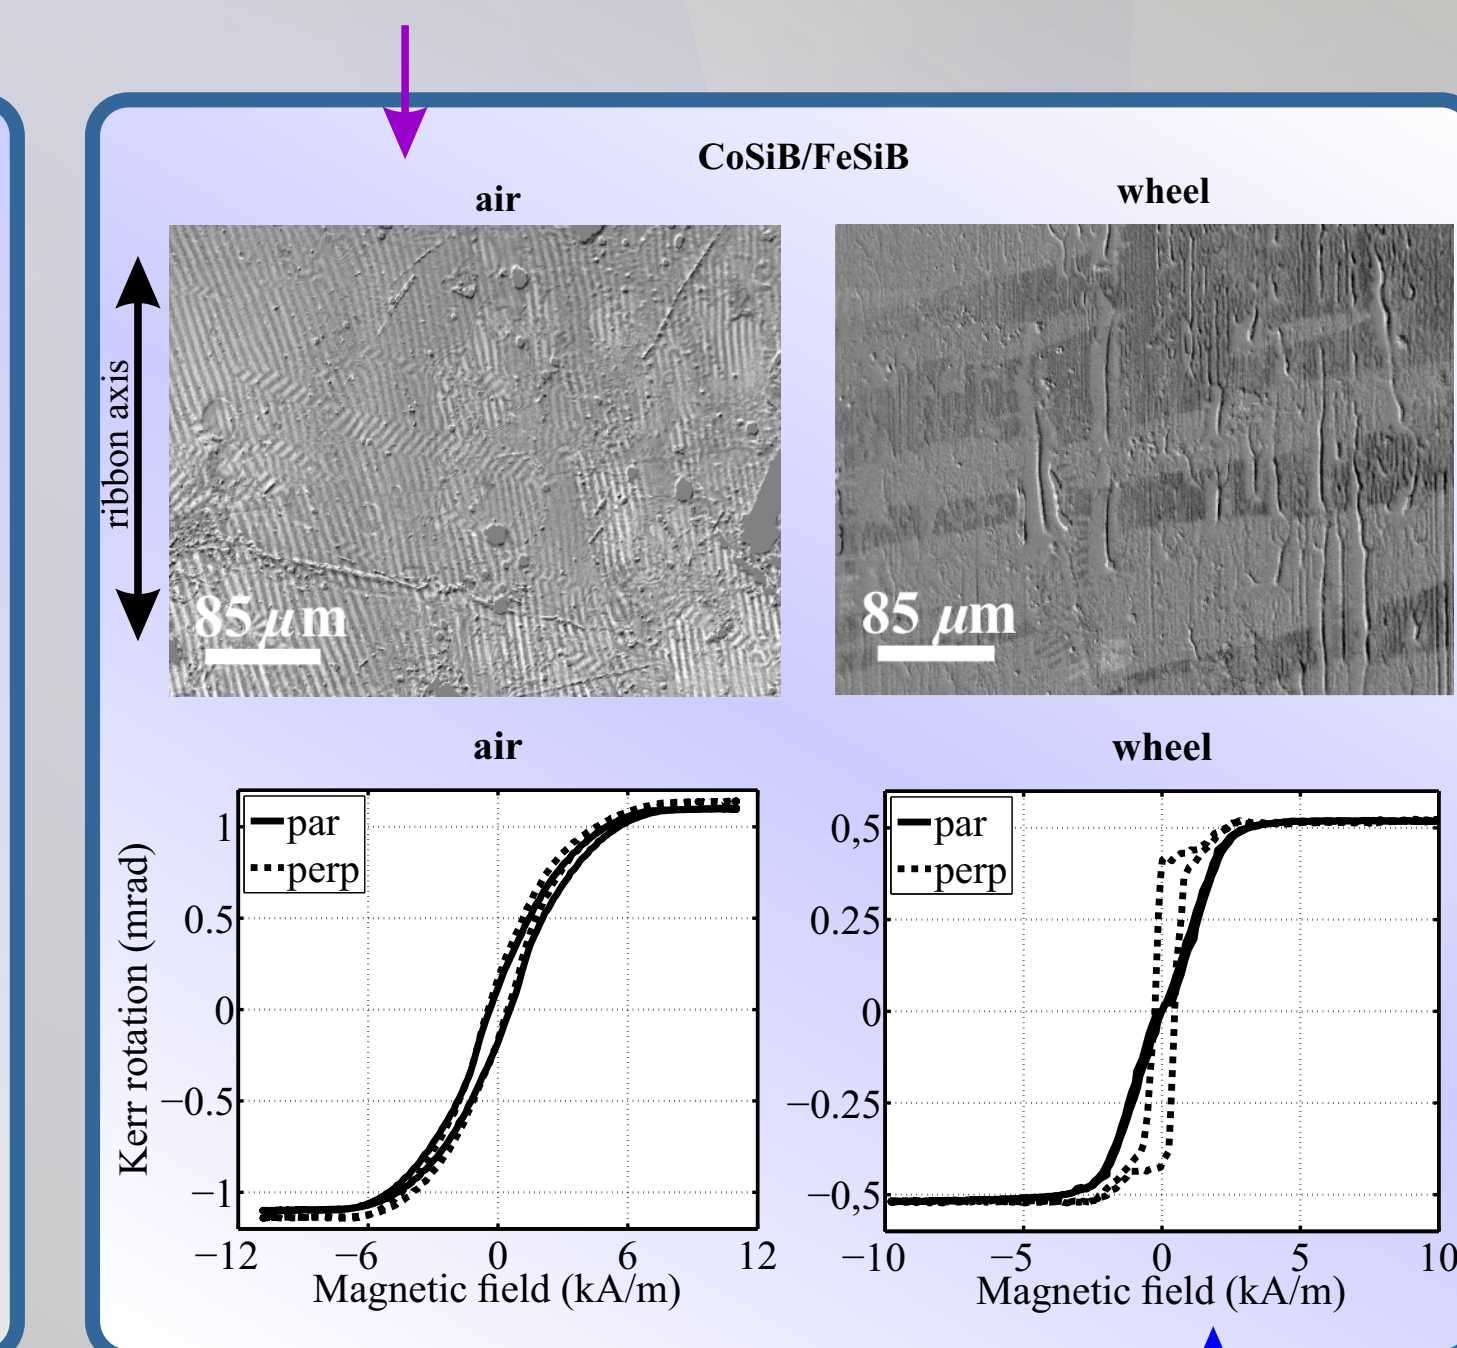 CoSiB/FeSiB
air
wheel
ribbon axis
85 μm
85 μm
air
wheel
Kerr rotation (mrad)
par
perp
1
0.5
0
−0.5
−1
−12
−6
0
6
12
Magnetic field (kA/m)
par
perp
0,5
0.25
0
−0.25
−0,5
−10
−5
0
5
10
Magnetic field (kA/m)